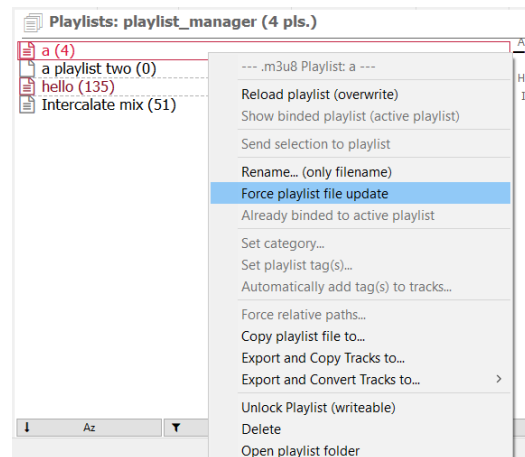 Playlists: playlist_manager (4 pls.)
a (4)
a playlist two (0)
hello (135)
Intercalate mix (51)
--- .m3u8 Playlist: a ---
Reload playlist (overwrite)
Show binded playlist (active playlist)
Send selection to playlist
Rename... (only filename)
Force playlist file update
Already binded to active playlist
Set category...
Set playlist tag(s)...
Automatically add tag(s) to tracks...
Force relative paths...
Copy playlist file to...
Export and Copy Tracks to...
Export and Convert Tracks to...
Unlock Playlist (writeable)
Delete
Open playlist folder
Az